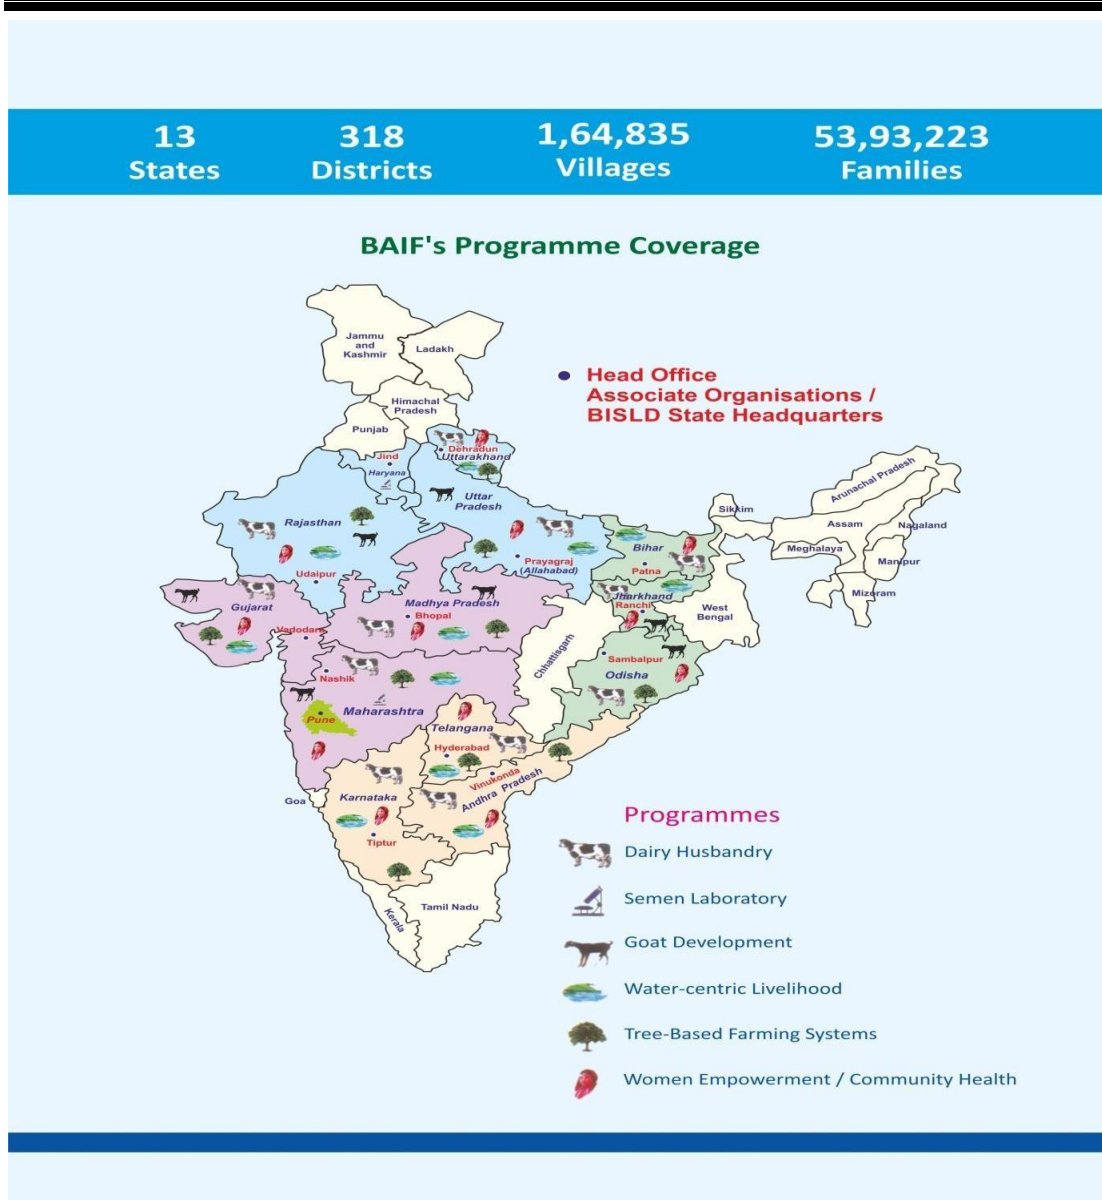 13
States
318
Districts
1,64,835
Villages
53,93,223
Families
BAIF's Programme Coverage
Jammu
and
Kashmir
Ladakh
Head Office
Associate Organisations /
BISLD State Headquarters
Himachal
Pradesh
Punjab
Dehradun
Uttarakhand
Jind
Haryana
Uttar
Pradesh
Rajasthan
Udaipur
Prayagraj
(Allahabad)
Sikkim
Arunachal Pradesh
Assam
Nagaland
Meghalaya
Manipur
Mizoram
Bihar
Patna
Jharkhand
Ranchi
West
Bengal
Gujarat
Vadodara
Madhya Pradesh
Bhopal
Chhattisgarh
Sambalpur
Odisha
Nashik
Maharashtra
Pune
Telangana
Hyderabad
Vinukonda
Andhra Pradesh
Goa
Karnataka
Tiptur
Kerala
Tamil Nadu
Programmes
Dairy Husbandry
Semen Laboratory
Goat Development
Water-centric Livelihood
Tree-Based Farming Systems
Women Empowerment / Community Health